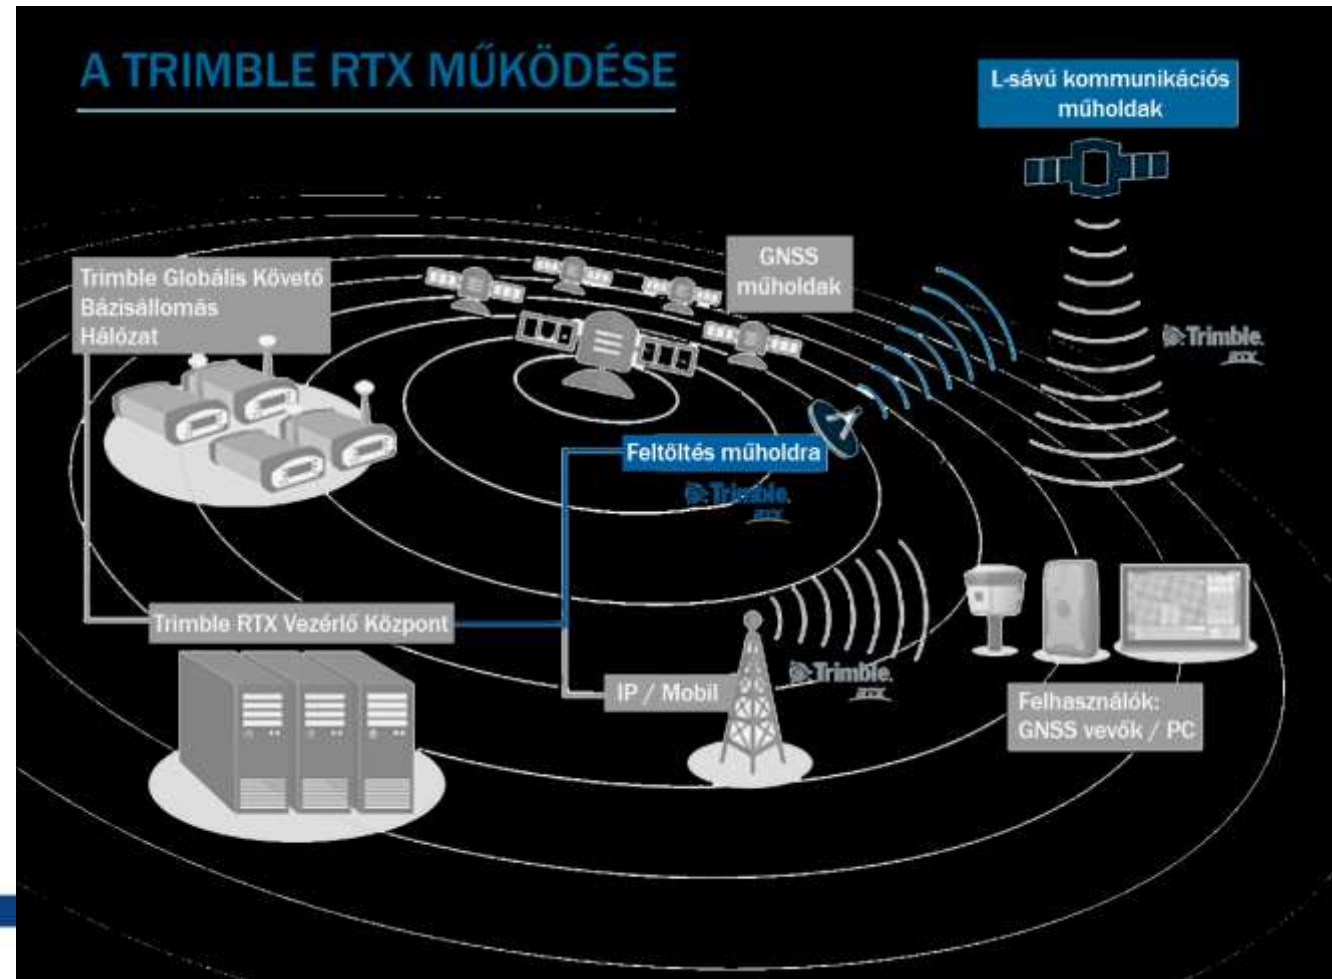 A TRIMBLE RTX MŰKÖDÉSE
L-sávú kommunikációs
műholdak
GNSS
műholdak
Trimble Globális Követő
Bázisállomás
Hálózat
Trimble.
RTX
Feltöltés műholdra
Trimble.
RTX
Trimble RTX Vezérlő Központ
IP / Mobil
Trimble.
RTX
Felhasználók:
GNSS vevők / PC